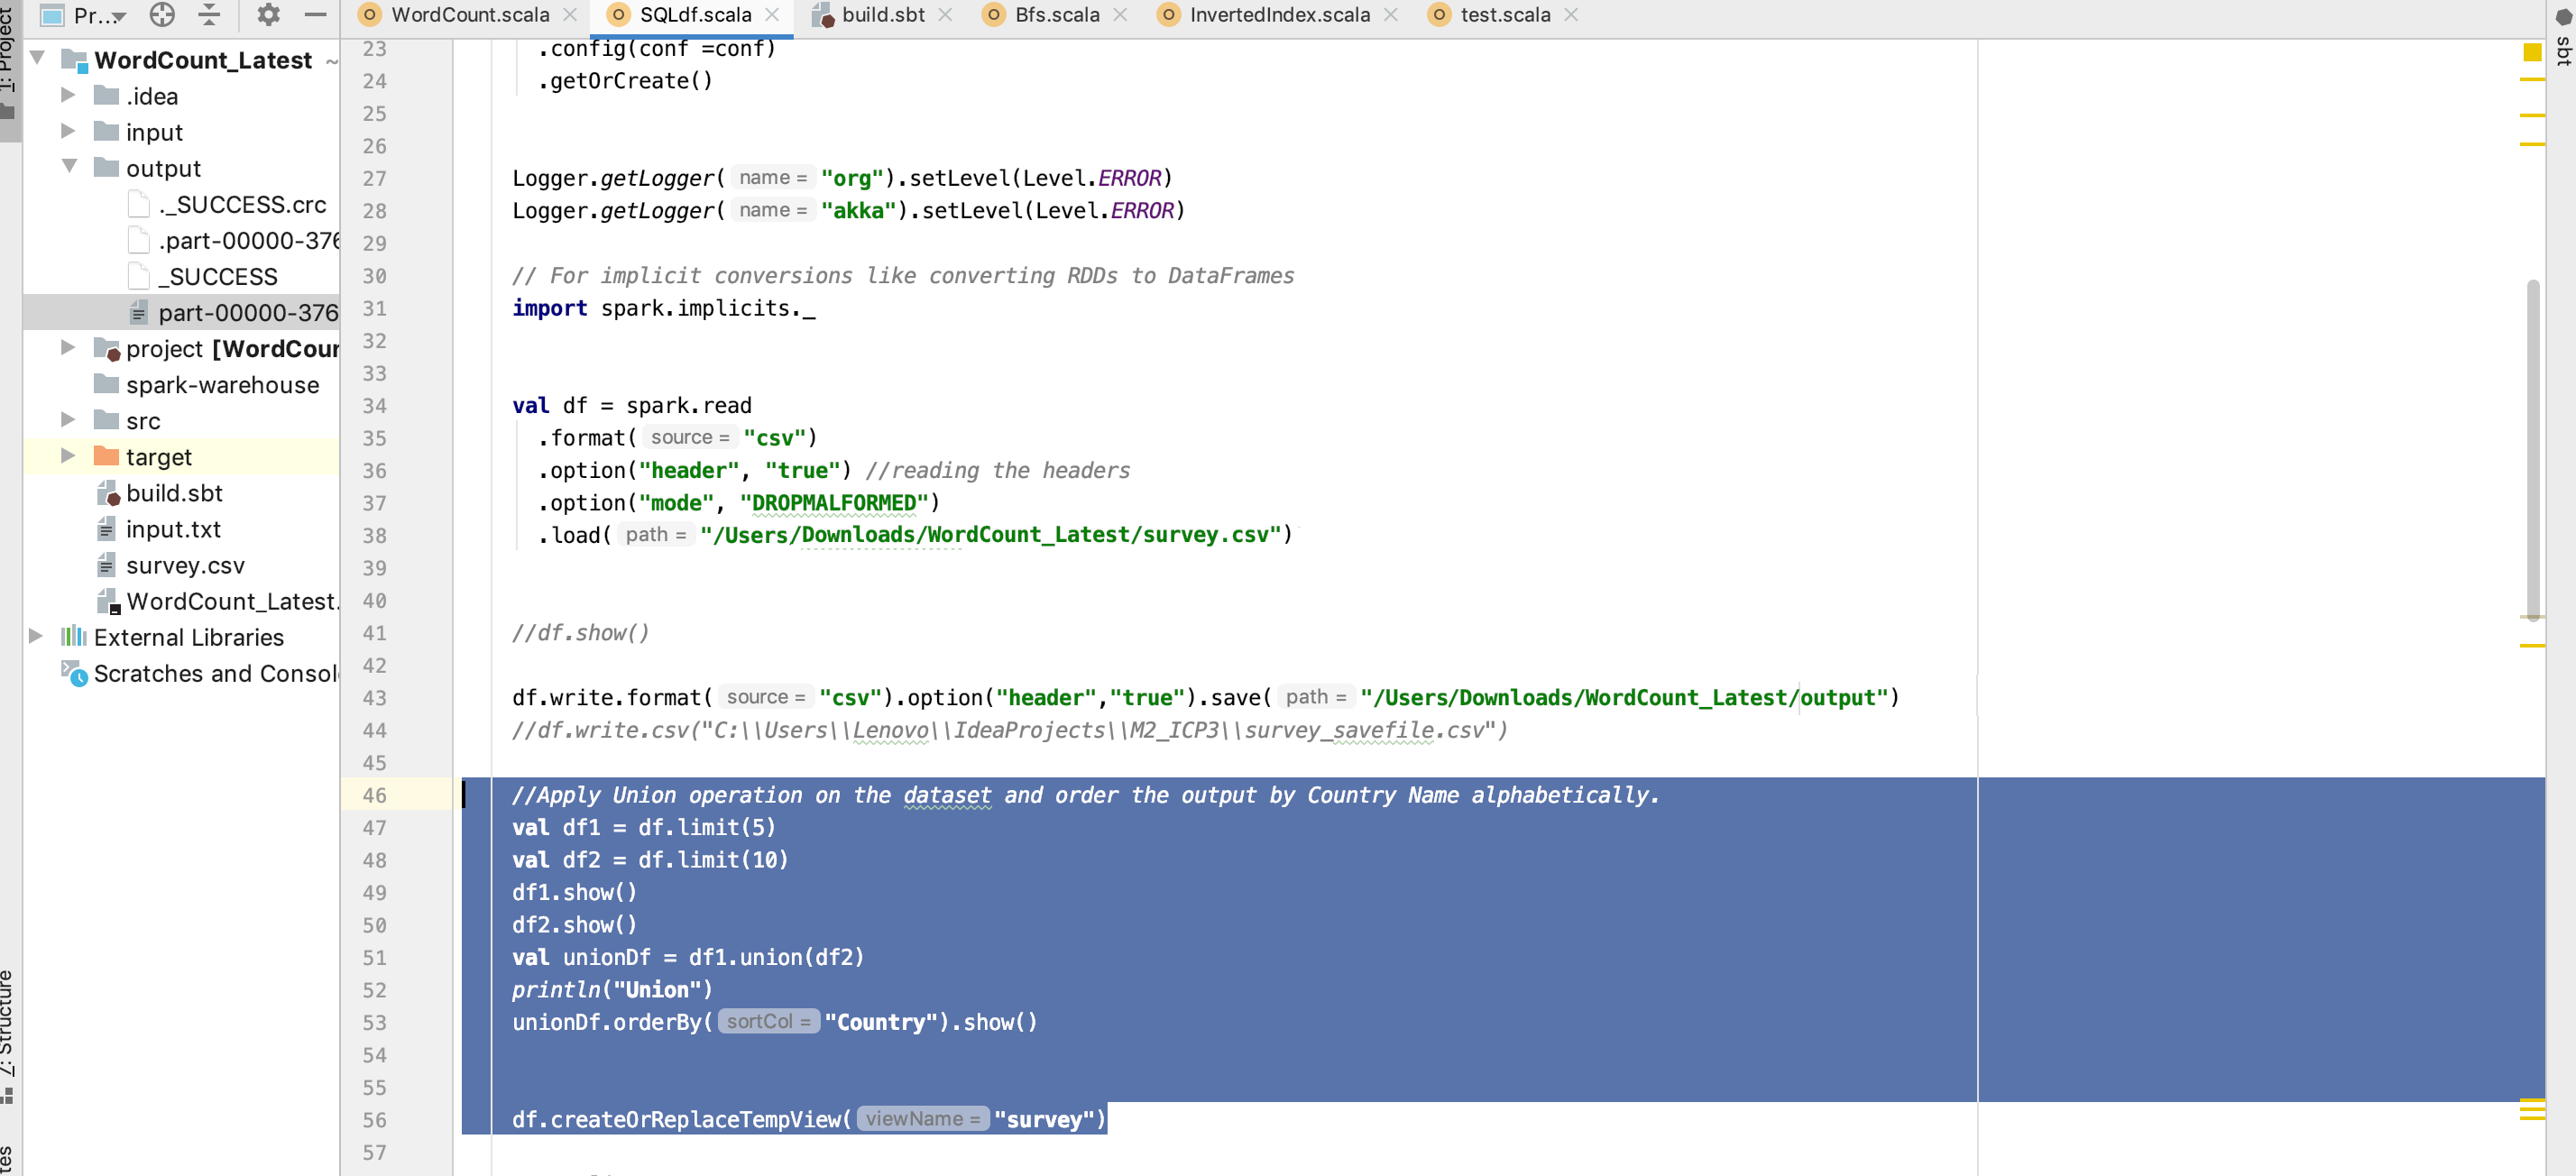 Pr...
WordCount.scala
SQLdf.scala
build.sbt
Bfs.scala
InvertedIndex.scala
test.scala
1: Project
sbt
WordCount_Latest ~
.idea
input
output
._SUCCESS.crc
.part-00000-376
_SUCCESS
part-00000-376
project [WordCour
spark-warehouse
src
target
build.sbt
input.txt
survey.csv
WordCount_Latest.
External Libraries
Scratches and Consol
7: Structure
23 .config(conf =conf)
24 .getOrCreate()
25
26
27 Logger.getLogger( name = "org").setLevel(Level.ERROR)
28 Logger.getLogger( name = "akka").setLevel(Level.ERROR)
29
30 // For implicit conversions like converting RDDs to DataFrames
31 import spark.implicits._
32
33
34 val df = spark.read
35 .format( source = "csv")
36 .option("header", "true") //reading the headers
37 .option("mode", "DROPMALFORMED")
38 .load( path = "/Users/Downloads/WordCount_Latest/survey.csv")
39
40
41 //df.show()
42
43 df.write.format( source = "csv").option("header","true").save( path = "/Users/Downloads/WordCount_Latest/output")
44 //df.write.csv("C:\\Users\\Lenovo\\IdeaProjects\\M2_ICP3\\survey_savefile.csv")
45
46 //Apply Union operation on the dataset and order the output by Country Name alphabetically.
47 val df1 = df.limit(5)
48 val df2 = df.limit(10)
49 df1.show()
50 df2.show()
51 val unionDf = df1.union(df2)
52 println("Union")
53 unionDf.orderBy( sortCol = "Country").show()
54
55
56 df.createOrReplaceTempView( viewName = "survey")
57